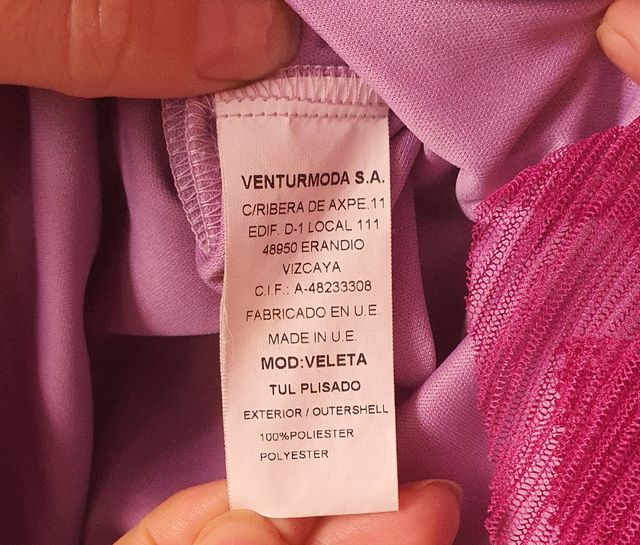 VENTURMODA S.A.
C/RIBERA DE AXPE.11
EDIF. D-1 LOCAL 111
48950 ERANDIO
VIZCAYA
C.I.F.: A-48233308
FABRICADO EN U.E.
MADE IN U.E.
MOD:VELETA
TUL PLISADO
EXTERIOR / OUTERSHELL
100%POLIESTER
POLYESTER